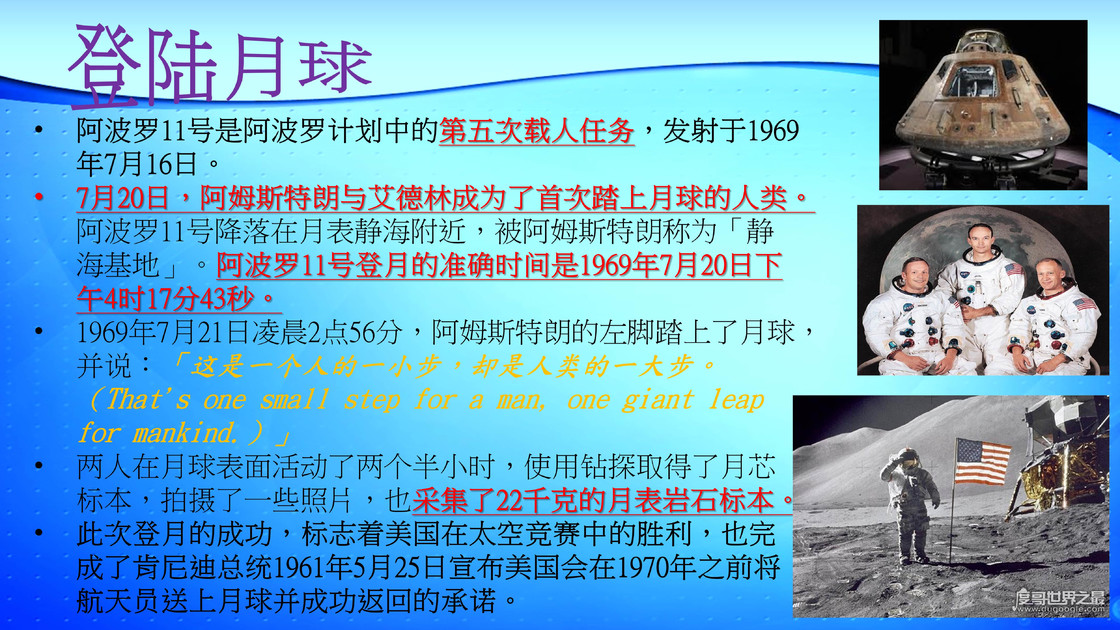 登陆月球
• 阿波罗11号是阿波罗计划中的第五次载人任务，发射于1969
年7月16日。
• 7月20日，阿姆斯特朗与艾德林成为了首次踏上月球的人类。
阿波罗11号降落在月表静海附近，被阿姆斯特朗称为「静
海基地」。阿波罗11号登月的准确时间是1969年7月20日下
午4时17分43秒。
• 1969年7月21日凌晨2点56分，阿姆斯特朗的左脚踏上了月球，
并说：「这是一个人的一小步，却是人类的一大步。
（That's one small step for a man, one giant leap
for mankind.）」
• 两人在月球表面活动了两个半小时，使用钻探取得了月芯
标本，拍摄了一些照片，也采集了22千克的月表岩石标本。
• 此次登月的成功，标志着美国在太空竞赛中的胜利，也完
成了肯尼迪总统1961年5月25日宣布美国会在1970年之前将
航天员送上月球并成功返回的承诺。
度哥世界之最
www.dugoogle.com